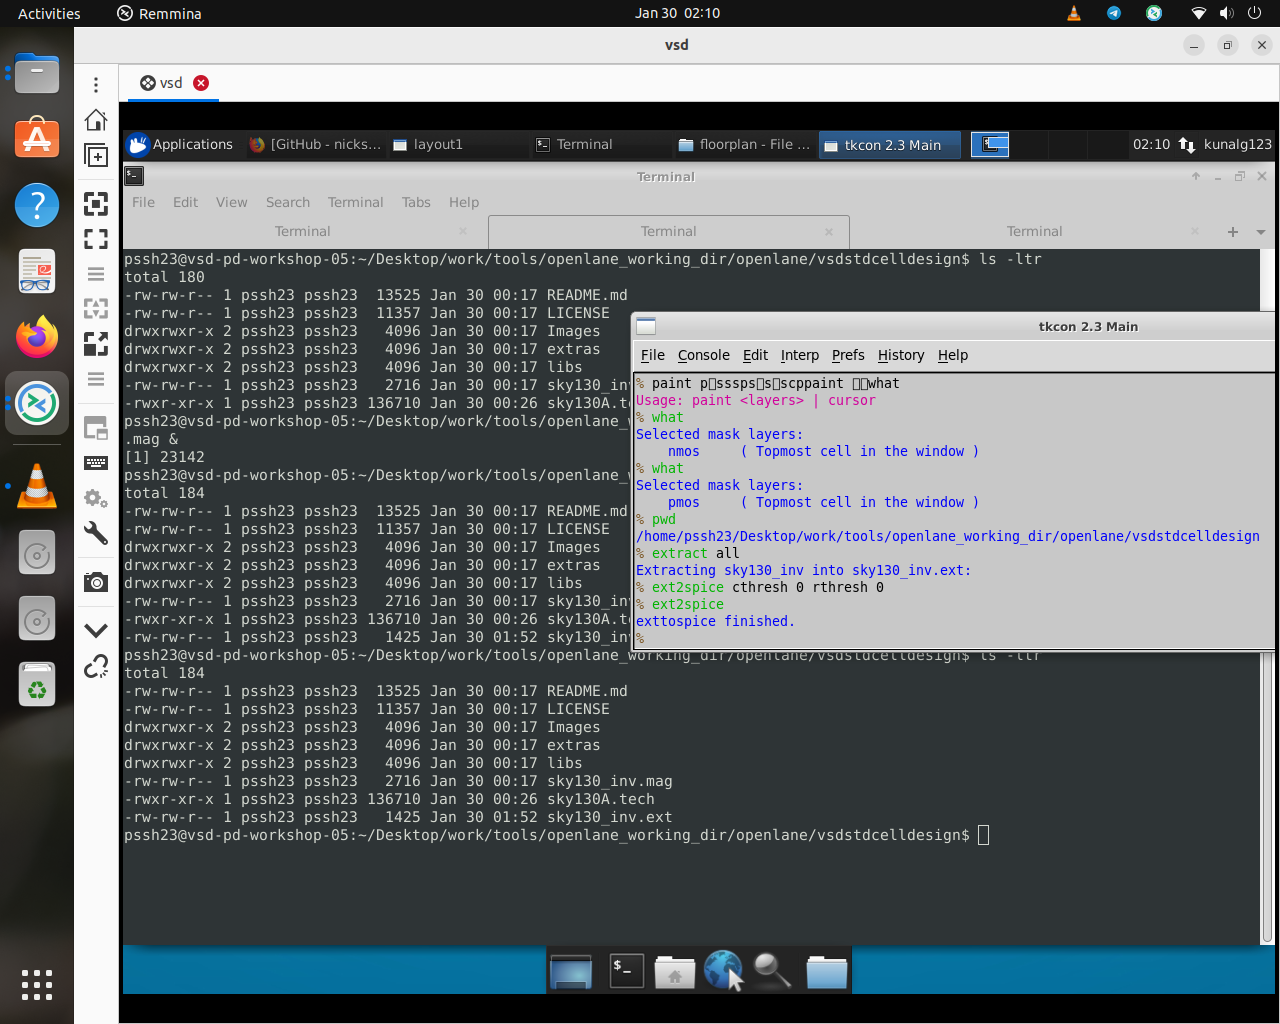 Activities
Remmina
Jan 30 02:10
vsd
vsd
Applications
[GitHub - nicks...
layout1
Terminal
floorplan - File ...
tkcon 2.3 Main
02:10
kunalg123
Terminal
File Edit View Search Terminal Tabs Help
Terminal
Terminal
Terminal
pssh23@vsd-pd-workshop-05:~/Desktop/work/tools/openlane_working_dir/openlane/vsdstdcelldesign$ ls -ltr
total 180
-rw-rw-r-- 1 pssh23 pssh23  13525 Jan 30 00:17 README.md
-rw-rw-r-- 1 pssh23 pssh23  11357 Jan 30 00:17 LICENSE
drwxrwxr-x 2 pssh23 pssh23   4096 Jan 30 00:17 Images
drwxrwxr-x 2 pssh23 pssh23   4096 Jan 30 00:17 extras
drwxrwxr-x 2 pssh23 pssh23   4096 Jan 30 00:17 libs
-rw-rw-r-- 1 pssh23 pssh23   2716 Jan 30 00:17 sky130_in
-rwxr-xr-x 1 pssh23 pssh23 136710 Jan 30 00:26 sky130A.t
pssh23@vsd-pd-workshop-05:~/Desktop/work/tools/openlane_w
.mag &
[1] 23142
pssh23@vsd-pd-workshop-05:~/Desktop/work/tools/openlane_w
total 184
-rw-rw-r-- 1 pssh23 pssh23  13525 Jan 30 00:17 README.md
-rw-rw-r-- 1 pssh23 pssh23  11357 Jan 30 00:17 LICENSE
drwxrwxr-x 2 pssh23 pssh23   4096 Jan 30 00:17 Images
drwxrwxr-x 2 pssh23 pssh23   4096 Jan 30 00:17 extras
drwxrwxr-x 2 pssh23 pssh23   4096 Jan 30 00:17 libs
-rw-rw-r-- 1 pssh23 pssh23   2716 Jan 30 00:17 sky130_in
-rwxr-xr-x 1 pssh23 pssh23 136710 Jan 30 00:26 sky130A.t
-rw-rw-r-- 1 pssh23 pssh23   1425 Jan 30 01:52 sky130_in
pssh23@vsd-pd-workshop-05:~/Desktop/work/tools/openlane_working_dir/openlane/vsdstdcelldesign$ ls -ltr
total 184
-rw-rw-r-- 1 pssh23 pssh23  13525 Jan 30 00:17 README.md
-rw-rw-r-- 1 pssh23 pssh23  11357 Jan 30 00:17 LICENSE
drwxrwxr-x 2 pssh23 pssh23   4096 Jan 30 00:17 Images
drwxrwxr-x 2 pssh23 pssh23   4096 Jan 30 00:17 extras
drwxrwxr-x 2 pssh23 pssh23   4096 Jan 30 00:17 libs
-rw-rw-r-- 1 pssh23 pssh23   2716 Jan 30 00:17 sky130_inv.mag
-rwxr-xr-x 1 pssh23 pssh23 136710 Jan 30 00:26 sky130A.tech
-rw-rw-r-- 1 pssh23 pssh23   1425 Jan 30 01:52 sky130_inv.ext
pssh23@vsd-pd-workshop-05:~/Desktop/work/tools/openlane_working_dir/openlane/vsdstdcelldesign$
tkcon 2.3 Main
File Console Edit Interp Prefs History Help
% paint p▯sssps▯s▯scppaint ▯▯what
Usage: paint <layers> | cursor
% what
Selected mask layers:
    nmos     ( Topmost cell in the window )
% what
Selected mask layers:
    pmos     ( Topmost cell in the window )
% pwd
/home/pssh23/Desktop/work/tools/openlane_working_dir/openlane/vsdstdcelldesign
% extract all
Extracting sky130_inv into sky130_inv.ext:
% ext2spice cthresh 0 rthresh 0
% ext2spice
exttospice finished.
%